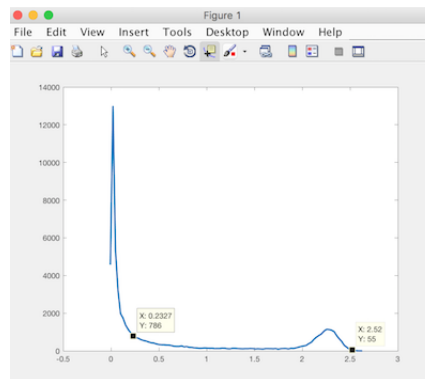 Figure 1
File Edit View Insert Tools Desktop Window Help
14000
12000
10000
8000
6000
4000
2000
0
X: 0.2327
Y: 786
X: 2.52
Y: 55
-0.5 0 0.5 1 1.5 2 2.5 3